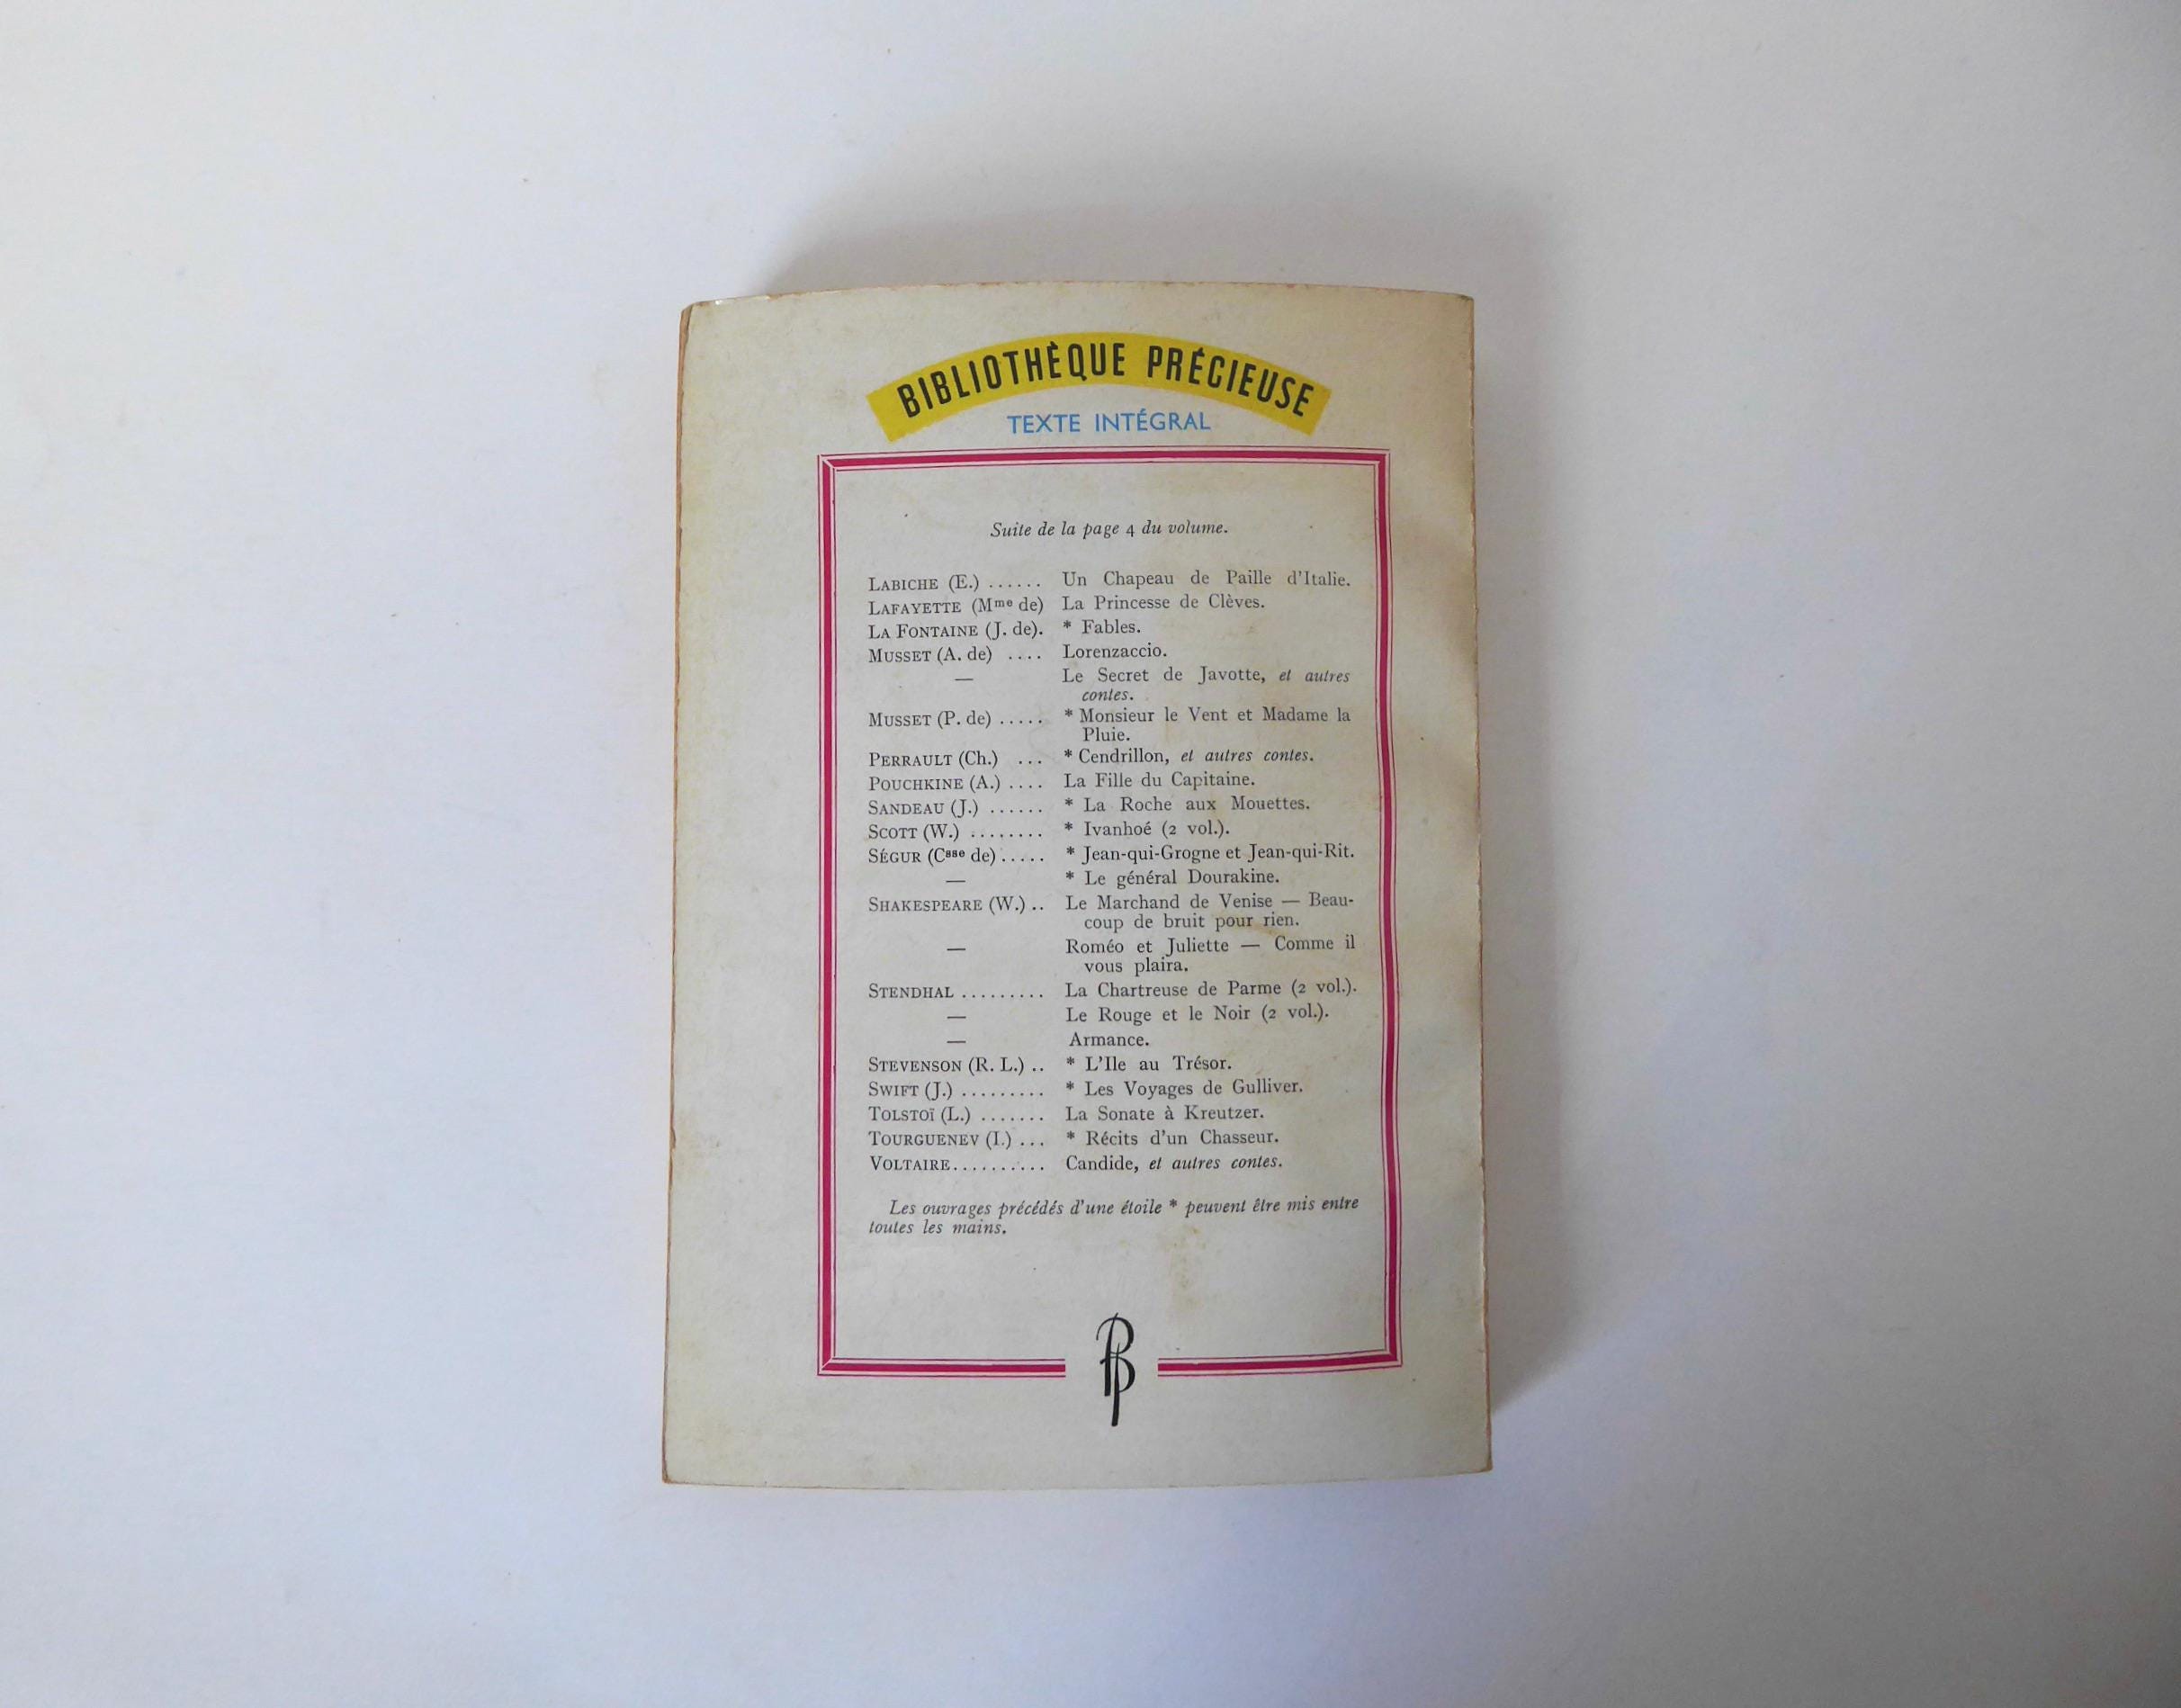 BIBLIOTHÈQUE PRÉCIEUSE
TEXTE INTÉGRAL
Suite de la page 4 du volume.
LABICHE (E.) ...... Un Chapeau de Paille d'Italie.
LAFAYETTE (Mme de) La Princesse de Clèves.
LA FONTAINE (J. de). * Fables.
MUSSET (A. de) .... Lorenzaccio.
— Le Secret de Javotte, et autres
contes.
MUSSET (P. de) ..... * Monsieur le Vent et Madame la
Pluie.
PERRAULT (Ch.) ... * Cendrillon, et autres contes.
POUCHKINE (A.) .... La Fille du Capitaine.
SANDEAU (J.) ...... * La Roche aux Mouettes.
SCOTT (W.) ........ * Ivanhoé (2 vol.).
SÉGUR (Csse de) ..... * Jean-qui-Grogne et Jean-qui-Rit.
— * Le général Dourakine.
SHAKESPEARE (W.) .. Le Marchand de Venise — Beau-
coup de bruit pour rien.
— Roméo et Juliette — Comme il
vous plaira.
STENDHAL ......... La Chartreuse de Parme (2 vol.).
— Le Rouge et le Noir (2 vol.).
— Armance.
STEVENSON (R. L.) .. * L'Ile au Trésor.
SWIFT (J.) ......... * Les Voyages de Gulliver.
TOLSTOï (L.) ....... La Sonate à Kreutzer.
TOURGUENEV (I.) ... * Récits d'un Chasseur.
VOLTAIRE.......... Candide, et autres contes.
Les ouvrages précédés d'une étoile * peuvent être mis entre
toutes les mains.
BP